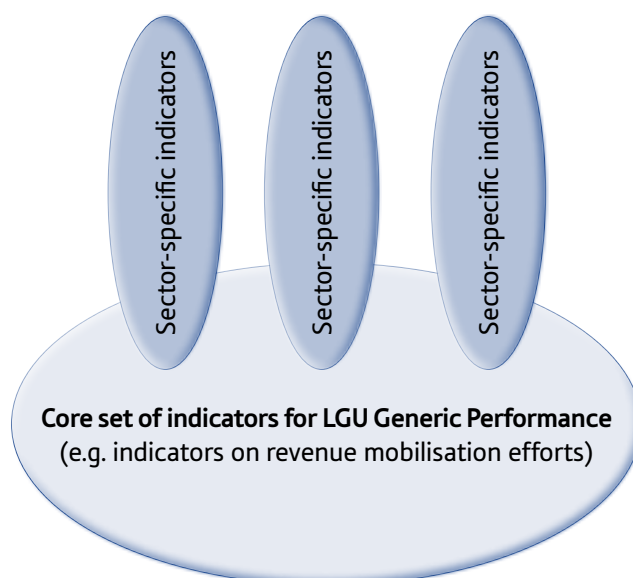 Sector-specific indicators
Sector-specific indicators
Sector-specific indicators
Core set of indicators for LGU Generic Performance
(e.g. indicators on revenue mobilisation efforts)